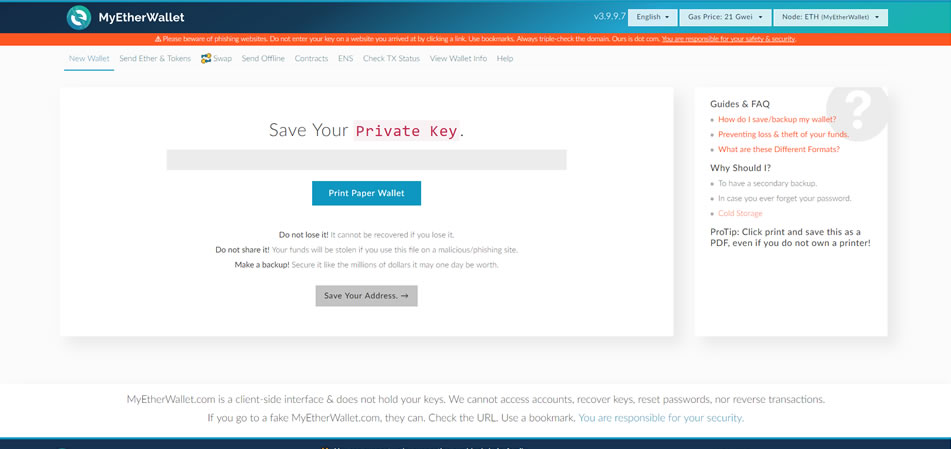 MyEtherWallet
v3.9.9.7 English Gas Price: 21 Gwei Node: ETH (MyEtherWallet)
Please beware of phishing websites. Do not enter your key on a website you arrived at by clicking a link. Use bookmarks. Always triple-check the domain. Ours is dot com. You are responsible for your safety & security.
New Wallet Send Ether & Tokens Swap Send Offline Contracts ENS Check TX Status View Wallet Info Help
Save Your Private Key.
Print Paper Wallet
Do not lose it! It cannot be recovered if you lose it.
Do not share it! Your funds will be stolen if you use this file on a malicious/phishing site.
Make a backup! Secure it like the millions of dollars it may one day be worth.
Save Your Address. →
?
Guides & FAQ
How do I save/backup my wallet?
Preventing loss & theft of your funds.
What are these Different Formats?
Why Should I?
To have a secondary backup.
In case you ever forget your password.
Cold Storage
ProTip: Click print and save this as a
PDF, even if you do not own a printer!
MyEtherWallet.com is a client-side interface & does not hold your keys. We cannot access accounts, recover keys, reset passwords, nor reverse transactions.
If you go to a fake MyEtherWallet.com, they can. Check the URL. Use a bookmark. You are responsible for your security.